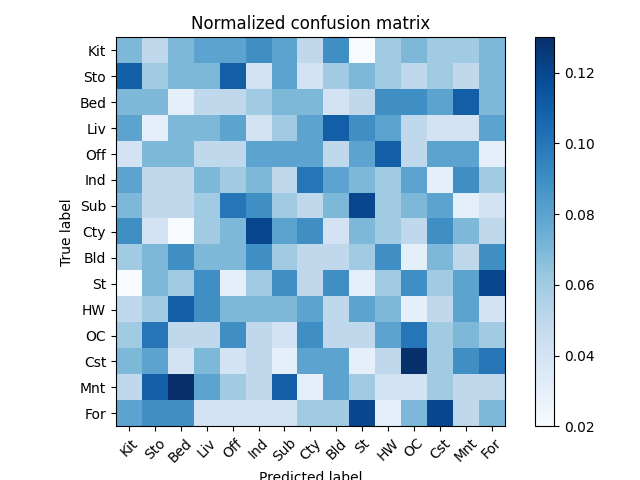 Normalized confusion matrix
Kit
Sto
Bed
Liv
Off
Ind
Sub
Cty
Bld
St
HW
OC
Cst
Mnt
For
True label
Kit Sto Bed Liv Off Ind Sub Cty Bld St HW OC Cst Mnt For
Predicted label
0.12
0.10
0.08
0.06
0.04
0.02